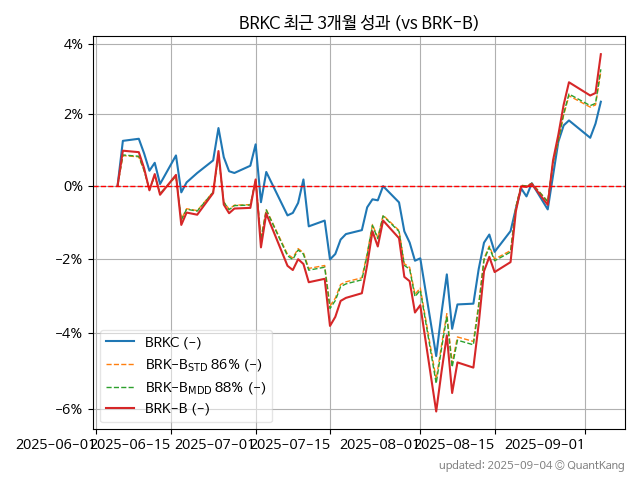 BRKC 최근 3개월 성과 (vs BRK-B)
4%
2%
0%
−2%
−4%
−6%
BRKC (-)
BRK-B_STD 86% (-)
BRK-B_MDD 88% (-)
BRK-B (-)
2025-06-01 2025-06-15 2025-07-01 2025-07-15 2025-08-01 2025-08-15 2025-09-01
updated: 2025-09-04 © QuantKang